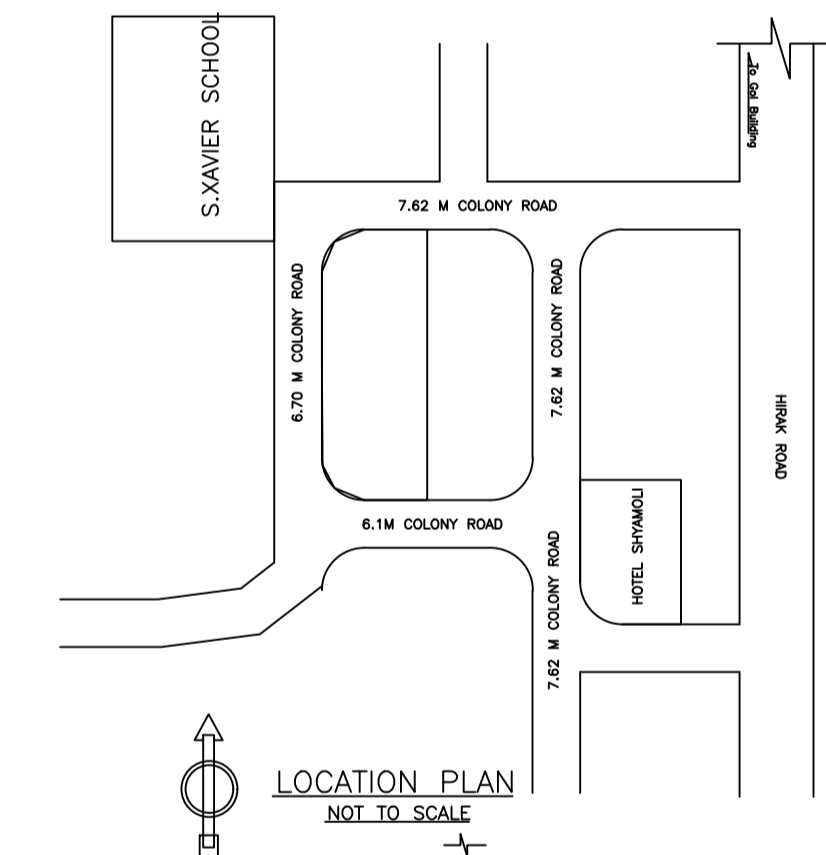 S.XAVIER SCHOOL
To Gol Building
7.62 M COLONY ROAD
6.70 M COLONY ROAD
7.62 M COLONY ROAD
HIRAK ROAD
6.1M COLONY ROAD
HOTEL SHYAMOLI
7.62 M COLONY ROAD
LOCATION PLAN
NOT TO SCALE